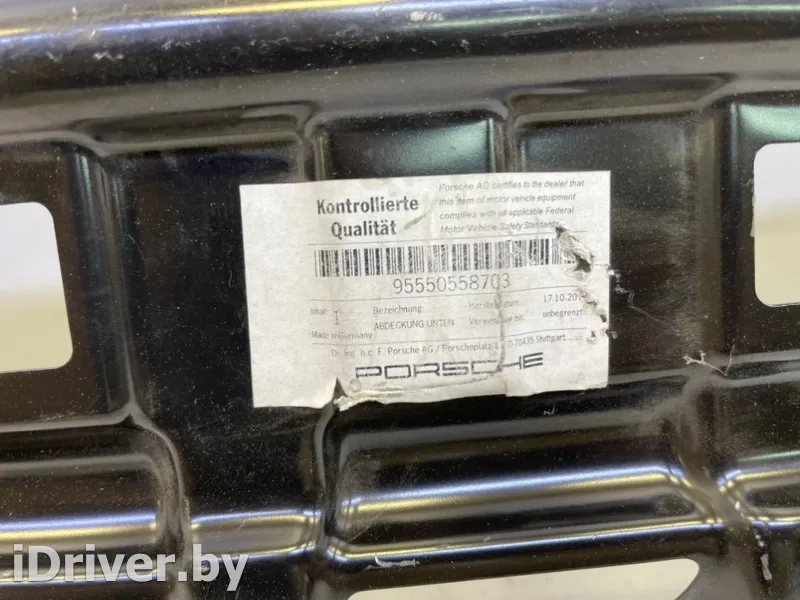 Kontrollierte
Qualität
Porsche AG certifies to the dealer that
this item of motor vehicle equipment
complies with all applicable Federal
Motor Vehicle Safety Standards
95550558703
Inhalt: 1 Bezeichnung: 17.10.20
ABDECKUNG UNTEN unbegrenzt
Made in Germany
Dr. Ing. h.c. F. Porsche AG / Porscheplatz 1 D-70435 Stuttgart
PORSCHE
iDriver.by